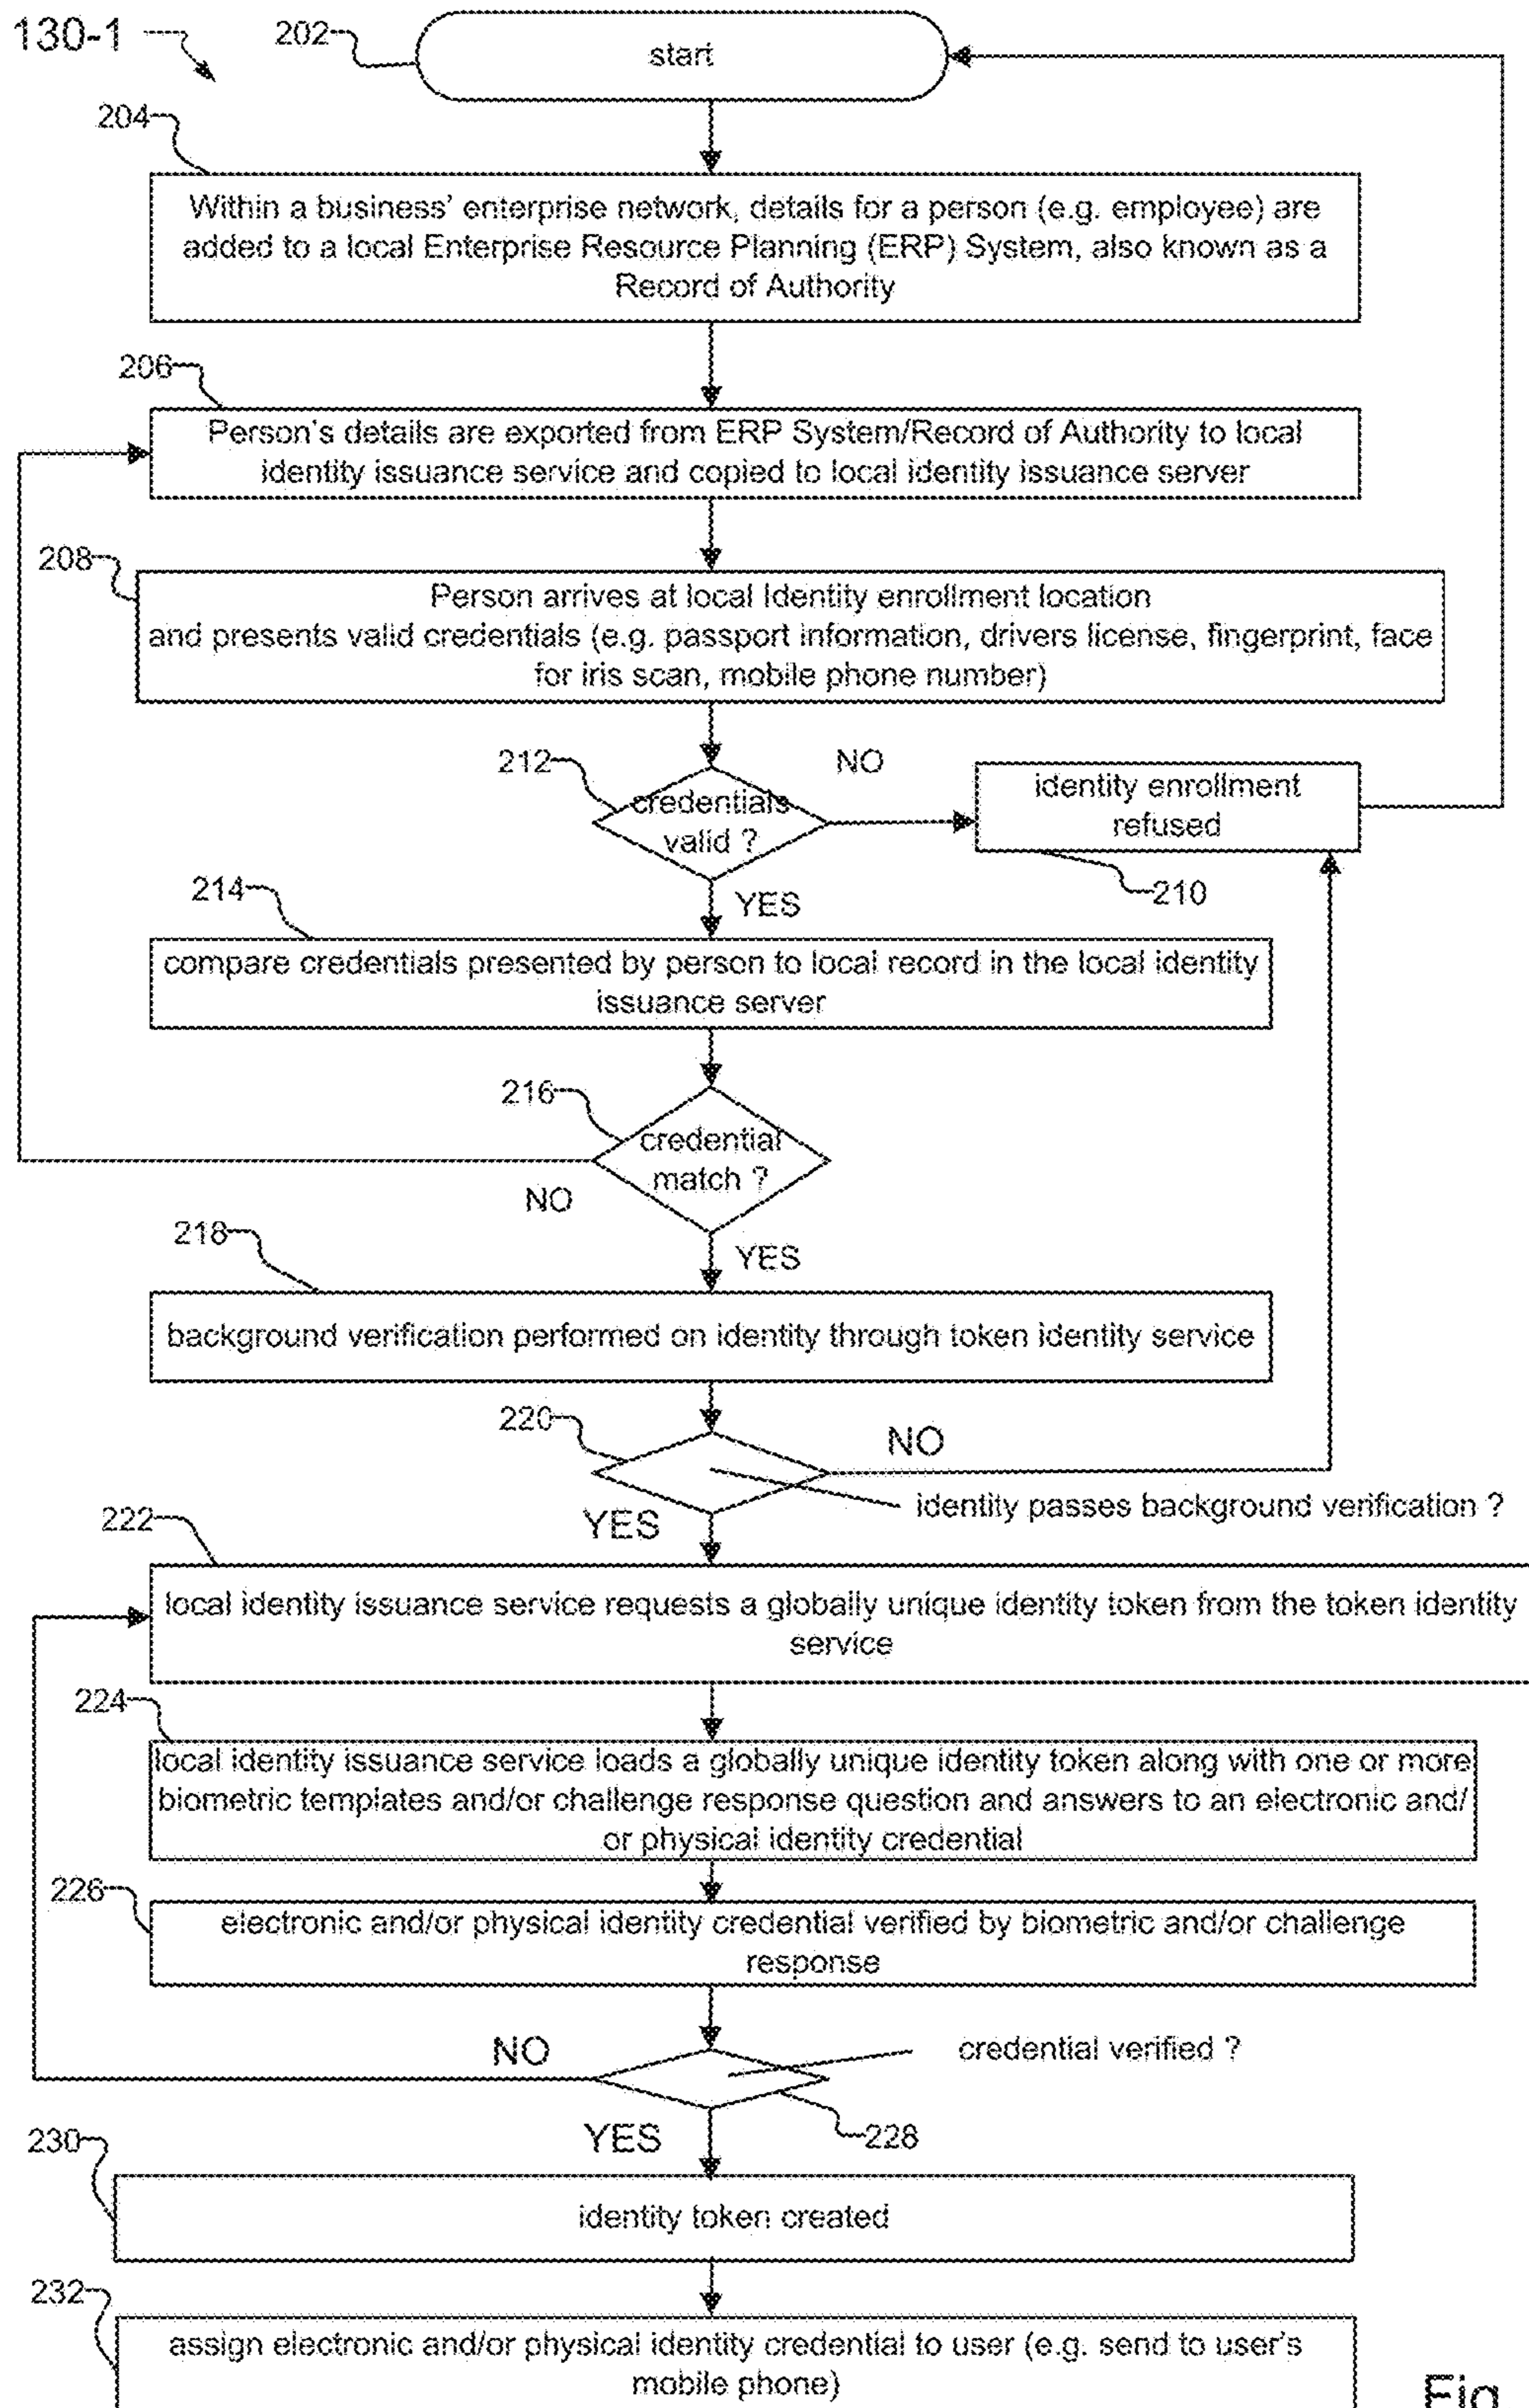 130-1
202
start
204
Within a business' enterprise network, details for a person (e.g. employee) are
added to a local Enterprise Resource Planning (ERP) System, also known as a
Record of Authority
206
Person's details are exported from ERP System/Record of Authority to local
identity issuance service and copied to local identity issuance server
208
Person arrives at local Identity enrollment location
and presents valid credentials (e.g. passport information, drivers license, fingerprint, face
for iris scan, mobile phone number)
212
NO
credentials
valid ?
identity enrollment
refused
210
YES
214
compare credentials presented by person to local record in the local identity
issuance server
216
credential
match ?
NO
YES
218
background verification performed on identity through token identity service
220
NO
identity passes background verification ?
YES
222
local identity issuance service requests a globally unique identity token from the token identity
service
224
local identity issuance service loads a globally unique identity token along with one or more
biometric templates and/or challenge response question and answers to an electronic and/
or physical identity credential
226
electronic and/or physical identity credential verified by biometric and/or challenge
response
NO
credential verified ?
228
YES
230
identity token created
232
assign electronic and/or physical identity credential to user (e.g. send to user's
mobile phone)
Fig